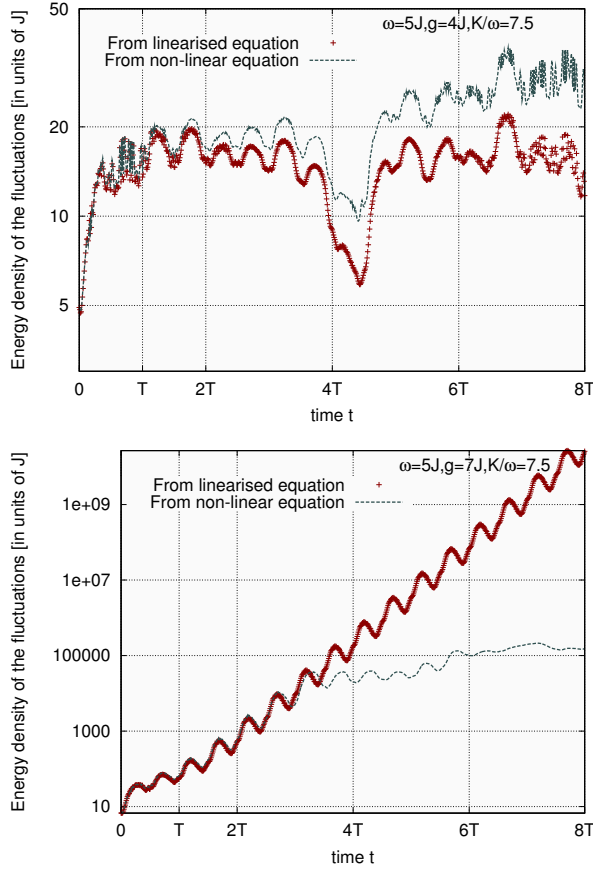 ω=5J,g=4J,K/ω=7.5
From linearised equation
From non-linear equation
Energy density of the fluctuations [in units of J]
50
20
10
5
0 T 2T 4T 6T 8T
time t
ω=5J,g=7J,K/ω=7.5
From linearised equation
From non-linear equation
Energy density of the fluctuations [in units of J]
1e+09
1e+07
100000
1000
10
0 T 2T 4T 6T 8T
time t